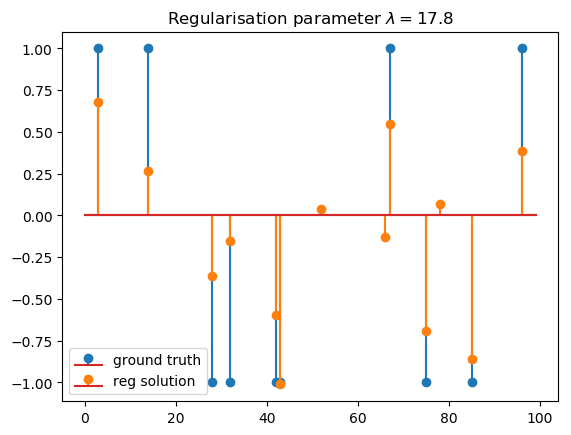 Regularisation parameter λ = 17.8
1.00
0.75
0.50
0.25
0.00
−0.25
−0.50
−0.75
−1.00
ground truth
reg solution
0 20 40 60 80 100